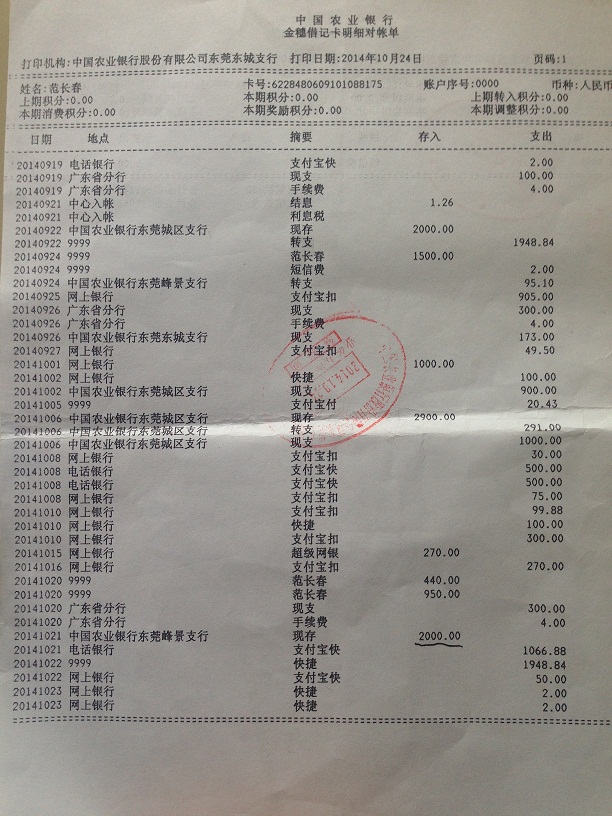 中国农业银行
金穗借记卡明细对帐单
打印机构:中国农业银行股份有限公司东莞东城支行 打印日期:2014年10月24日 页码:1
姓名:范长春 卡号:6228480609101088175 账户序号:0000 币种:人民币
上期积分:0.00 本期积分:0.00 上期转入积分:0.00
本期消费积分:0.00 本期奖励积分:0.00 本期调整积分:0.00
日期 地点 摘要 存入 支出
20140919 电话银行 支付宝快 2.00
20140919 广东省分行 现支 100.00
20140919 广东省分行 手续费 4.00
20140921 中心入帐 结息 1.26
20140921 中心入帐 利息税
20140922 中国农业银行东莞城区支行 现存 2000.00
20140922 9999 转支 1948.84
20140924 9999 范长春 1500.00
20140924 9999 短信费 2.00
20140924 中国农业银行东莞峰景支行 转支 95.10
20140925 网上银行 支付宝扣 905.00
20140926 广东省分行 现支 300.00
20140926 广东省分行 手续费 4.00
20140926 中国农业银行东莞东城支行 现支 173.00
20140927 网上银行 支付宝扣 49.50
20141001 网上银行 1000.00
20141002 网上银行 快捷 100.00
20141002 中国农业银行东莞城区支行 现支 900.00
20141005 9999 支付宝付 20.43
20141006 中国农业银行东莞城区支行 现存 2900.00
20141006 中国农业银行东莞城区支行 转支 291.00
20141006 中国农业银行东莞城区支行 现支 1000.00
20141008 网上银行 支付宝扣 30.00
20141008 电话银行 支付宝快 500.00
20141008 电话银行 支付宝快 500.00
20141008 网上银行 支付宝扣 75.00
20141010 网上银行 支付宝扣 99.88
20141010 网上银行 快捷 100.00
20141010 网上银行 支付宝扣 300.00
20141015 网上银行 超级网银 270.00
20141016 网上银行 支付宝扣 270.00
20141020 9999 范长春 440.00
20141020 9999 范长春 950.00
20141020 广东省分行 现支 300.00
20141020 广东省分行 手续费 4.00
20141021 中国农业银行东莞峰景支行 现存 2000.00
20141021 电话银行 支付宝快 1066.88
20141022 9999 快捷 1948.84
20141022 网上银行 支付宝快 50.00
20141023 网上银行 快捷 2.00
20141023 网上银行 快捷 2.00